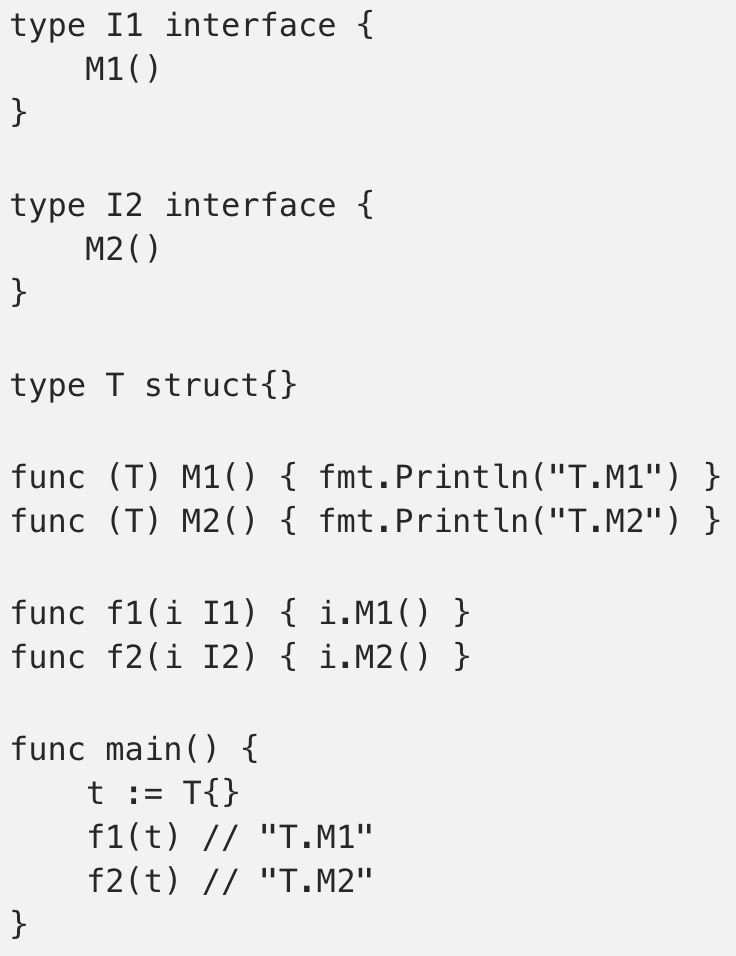 type I1 interface {
    M1()
}

type I2 interface {
    M2()
}

type T struct{}

func (T) M1() { fmt.Println("T.M1") }
func (T) M2() { fmt.Println("T.M2") }

func f1(i I1) { i.M1() }
func f2(i I2) { i.M2() }

func main() {
    t := T{}
    f1(t) // "T.M1"
    f2(t) // "T.M2"
}